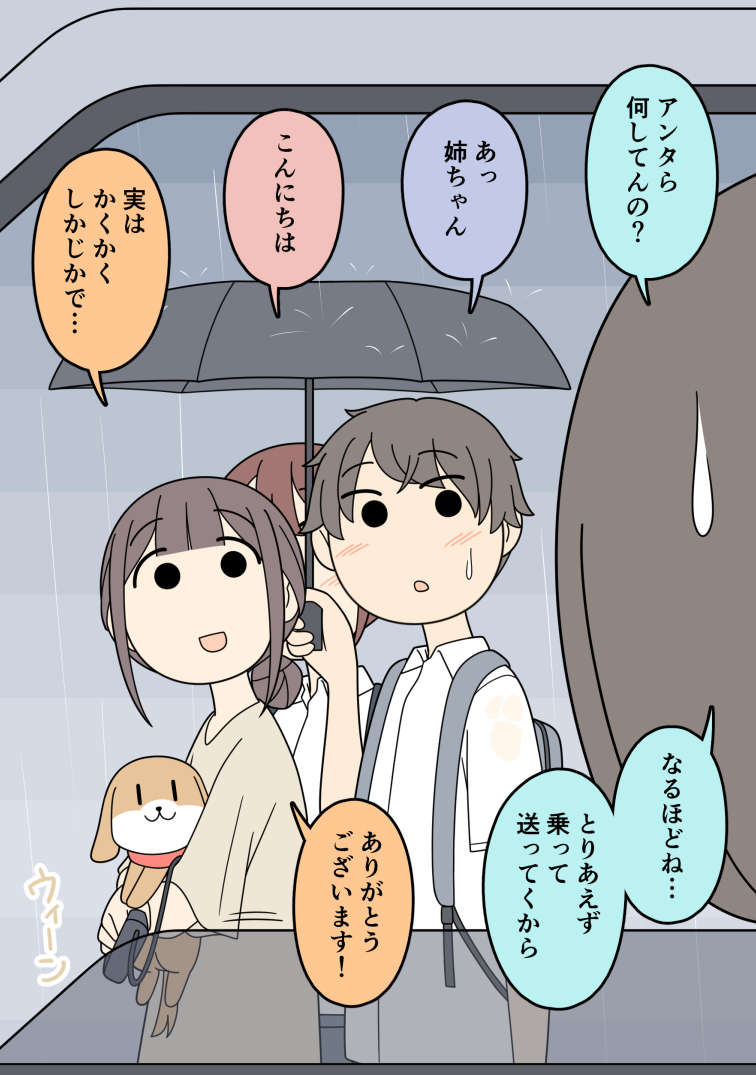 アンタら
何してんの?
あっ
姉ちゃん
こんにちは
実は
かくかく
しかじかで…
なるほどね…
とりあえず
乗って
送ってくから
ありがとう
ございます!
ウィーン